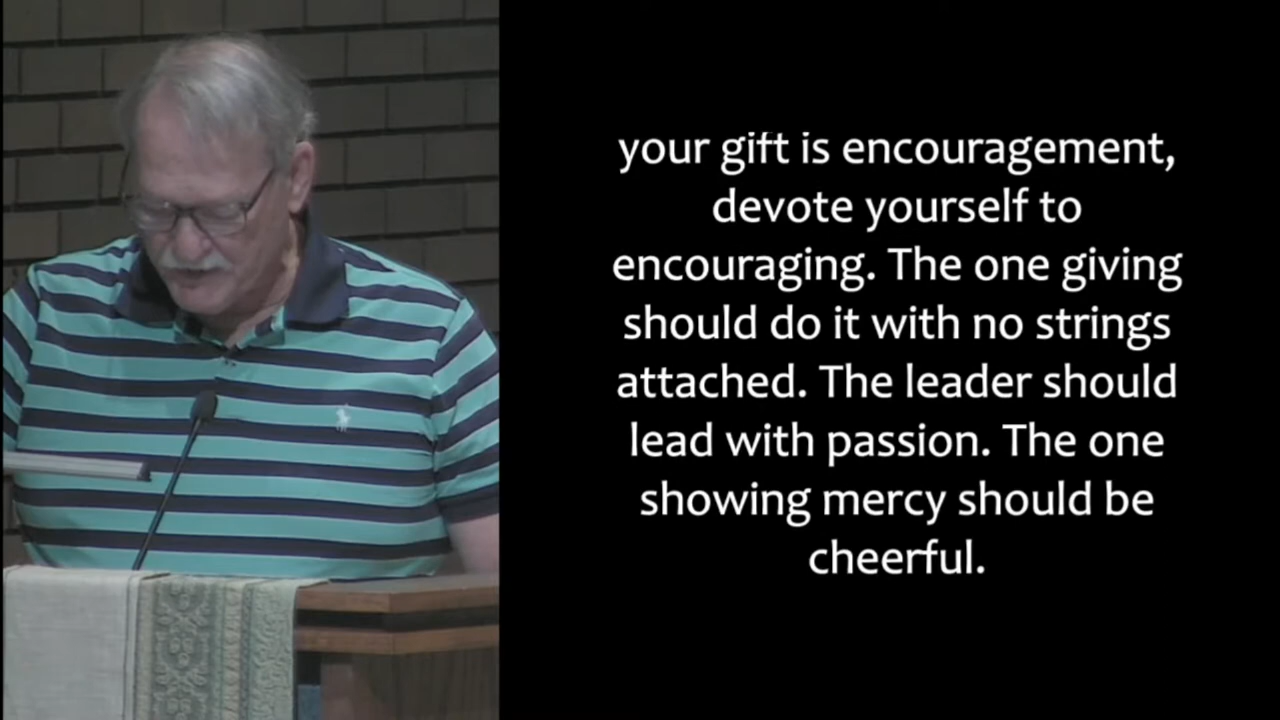 your gift is encouragement,
devote yourself to
encouraging. The one giving
should do it with no strings
attached. The leader should
lead with passion. The one
showing mercy should be
cheerful.